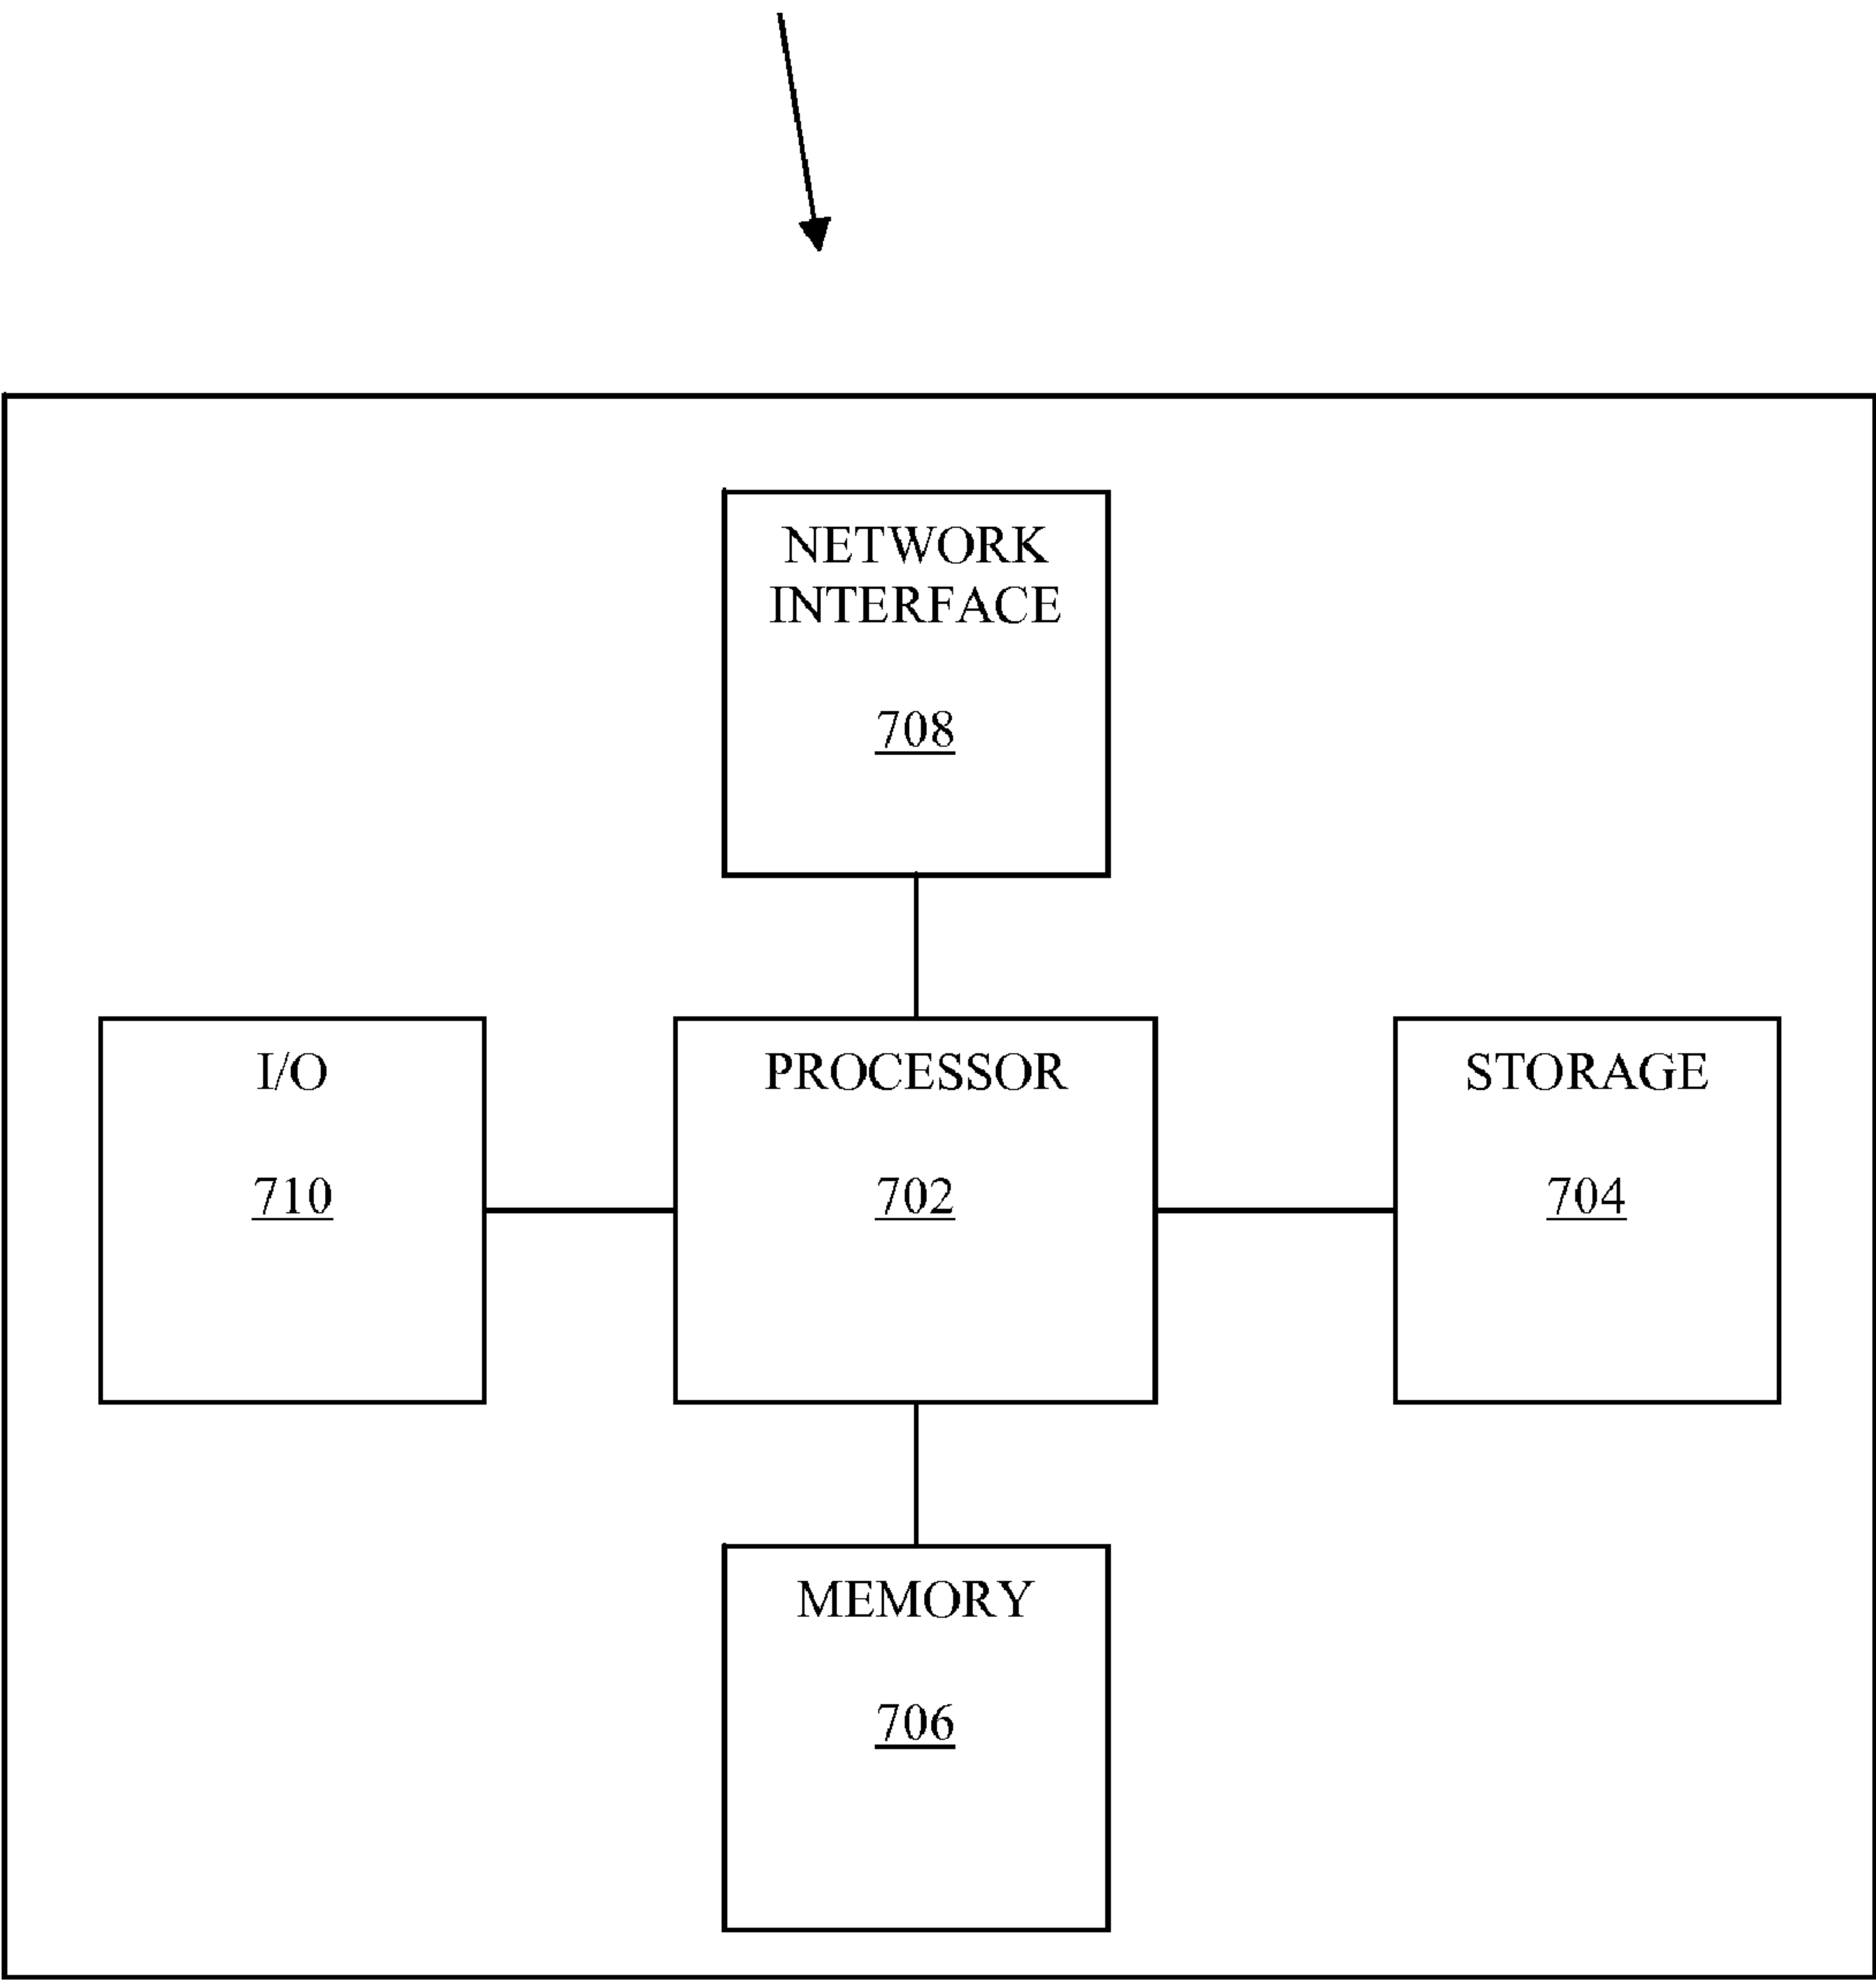 NETWORK
INTERFACE
708
I/O
710
PROCESSOR
702
STORAGE
704
MEMORY
706